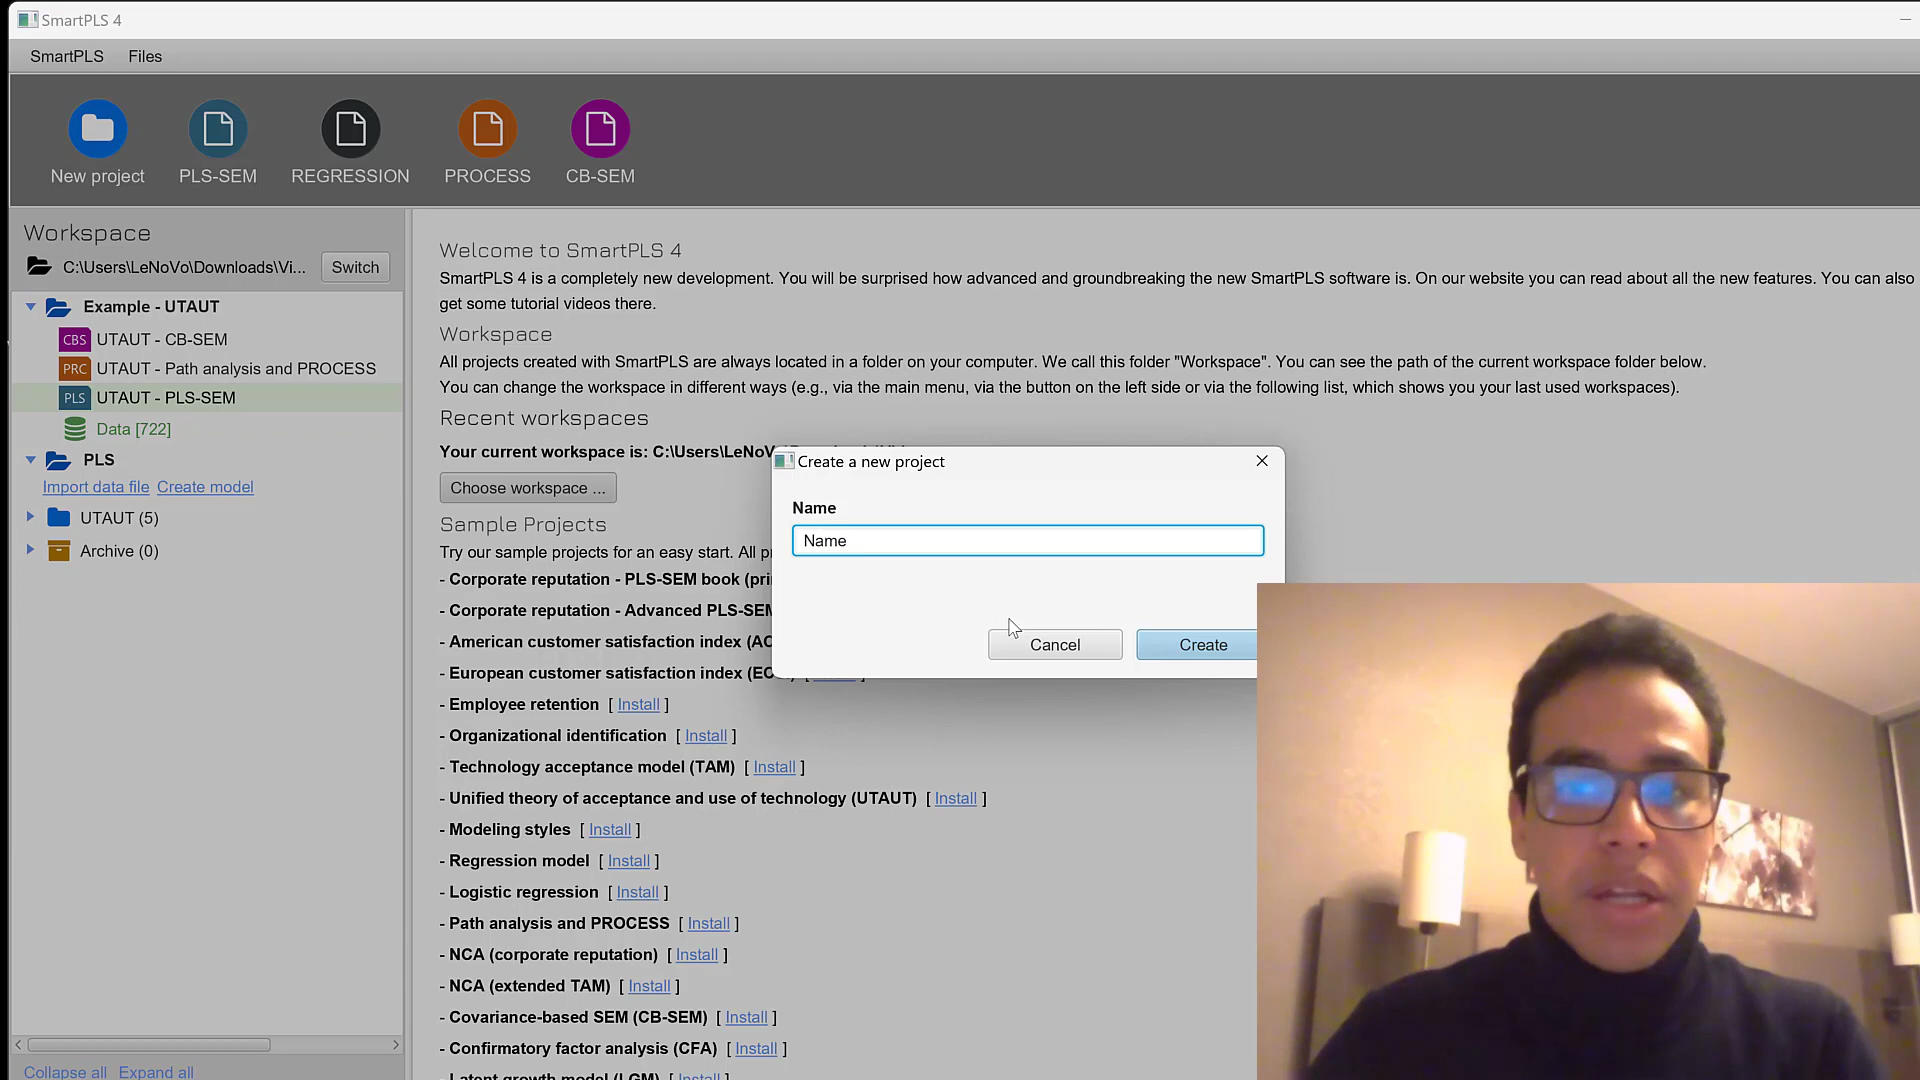 SmartPLS 4
SmartPLS Files
New project PLS-SEM REGRESSION PROCESS CB-SEM
Workspace
C:\Users\LeNoVo\Downloads\Vi... Switch
Example - UTAUT
CBS UTAUT - CB-SEM
PRC UTAUT - Path analysis and PROCESS
PLS UTAUT - PLS-SEM
Data [722]
PLS
Import data file Create model
UTAUT (5)
Archive (0)
Collapse all Expand all
Welcome to SmartPLS 4
SmartPLS 4 is a completely new development. You will be surprised how advanced and groundbreaking the new SmartPLS software is. On our website you can read about all the new features. You can also
get some tutorial videos there.
Workspace
All projects created with SmartPLS are always located in a folder on your computer. We call this folder "Workspace". You can see the path of the current workspace folder below.
You can change the workspace in different ways (e.g., via the main menu, via the button on the left side or via the following list, which shows you your last used workspaces).
Recent workspaces
Your current workspace is: C:\Users\LeNoV
Choose workspace ...
Sample Projects
Try our sample projects for an easy start. All p
- Corporate reputation - PLS-SEM book (pri
- Corporate reputation - Advanced PLS-SEM
- American customer satisfaction index (AC
- European customer satisfaction index (EC
- Employee retention [ Install ]
- Organizational identification [ Install ]
- Technology acceptance model (TAM) [ Install ]
- Unified theory of acceptance and use of technology (UTAUT) [ Install ]
- Modeling styles [ Install ]
- Regression model [ Install ]
- Logistic regression [ Install ]
- Path analysis and PROCESS [ Install ]
- NCA (corporate reputation) [ Install ]
- NCA (extended TAM) [ Install ]
- Covariance-based SEM (CB-SEM) [ Install ]
- Confirmatory factor analysis (CFA) [ Install ]
- Latent growth model (LGM) [ Install ]
Create a new project
Name
Name
Cancel Create